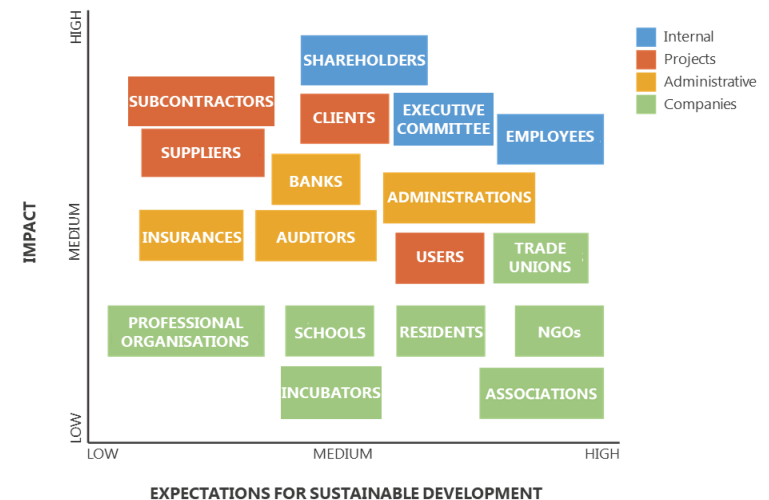 HIGH
Internal
Projects
Administrative
Companies
SHAREHOLDERS
SUBCONTRACTORS
CLIENTS
EXECUTIVE
COMMITTEE
EMPLOYEES
SUPPLIERS
BANKS
ADMINISTRATIONS
IMPACT
MEDIUM
INSURANCES
AUDITORS
USERS
TRADE
UNIONS
PROFESSIONAL
ORGANISATIONS
SCHOOLS
RESIDENTS
NGOs
INCUBATORS
ASSOCIATIONS
LOW
LOW
MEDIUM
HIGH
EXPECTATIONS FOR SUSTAINABLE DEVELOPMENT